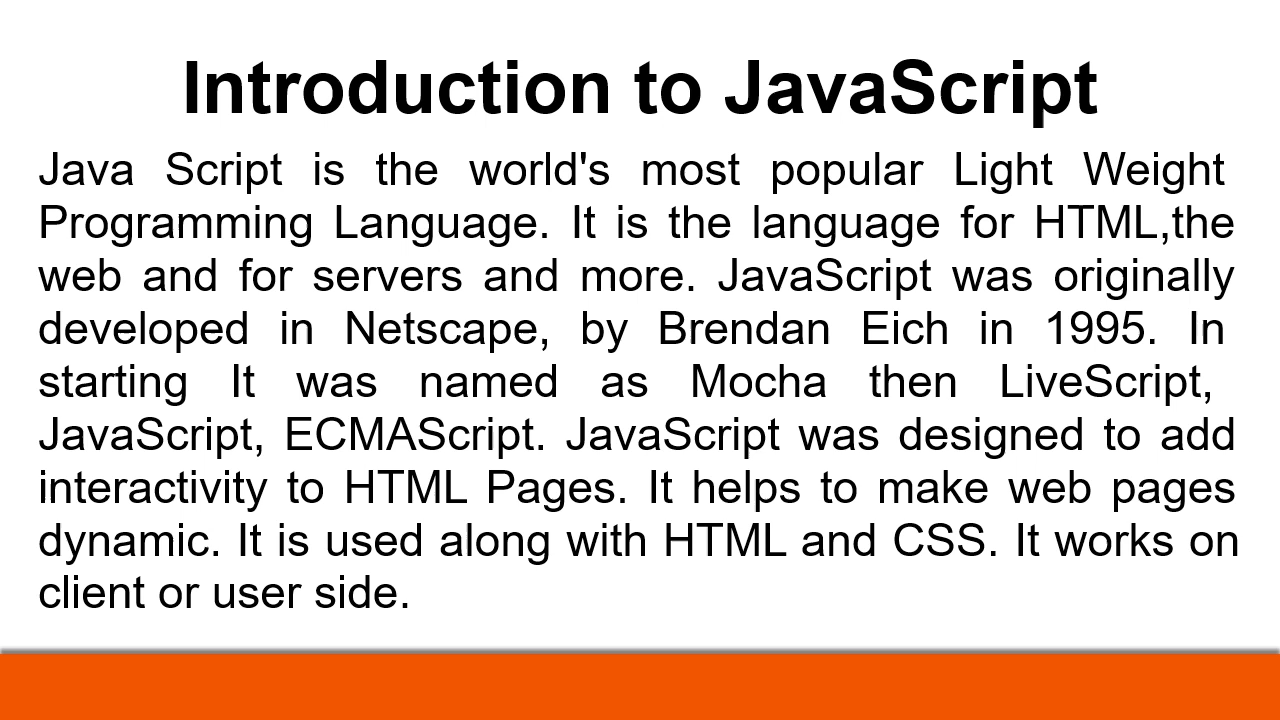 Introduction to JavaScript
Java Script is the world's most popular Light Weight
Programming Language. It is the language for HTML,the
web and for servers and more. JavaScript was originally
developed in Netscape, by Brendan Eich in 1995. In
starting It was named as Mocha then LiveScript,
JavaScript, ECMAScript. JavaScript was designed to add
interactivity to HTML Pages. It helps to make web pages
dynamic. It is used along with HTML and CSS. It works on
client or user side.